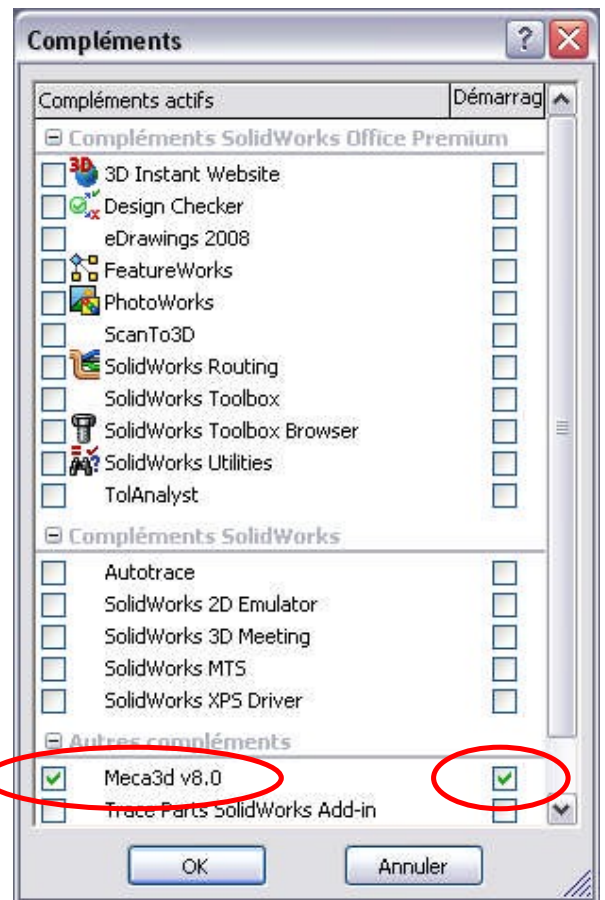 Compléments
Compléments actifs Démarrag
Compléments SolidWorks Office Premium
3D Instant Website
Design Checker
eDrawings 2008
FeatureWorks
PhotoWorks
ScanTo3D
SolidWorks Routing
SolidWorks Toolbox
SolidWorks Toolbox Browser
SolidWorks Utilities
TolAnalyst
Compléments SolidWorks
Autotrace
SolidWorks 2D Emulator
SolidWorks 3D Meeting
SolidWorks MTS
SolidWorks XPS Driver
Autres compléments
Meca3d v8.0
Trace Parts SolidWorks Add-in
OK Annuler